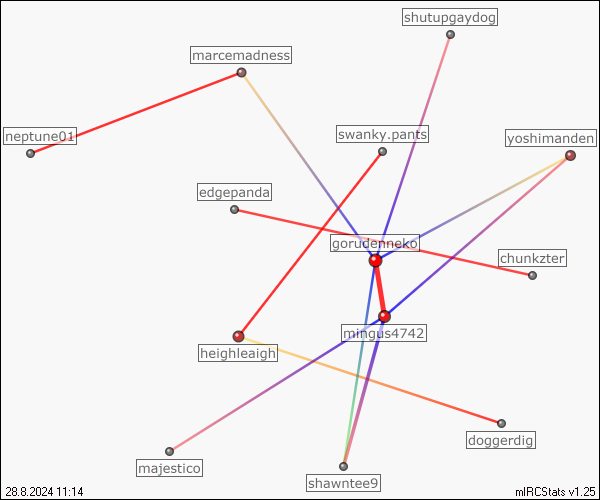 shutupgaydog
marcemadness
neptune01
swanky.pants
yoshimanden
edgepanda
gorudenneko
chunkzter
mingus4742
heighleaigh
doggerdig
majestico
shawntee9
28.8.2024 11:14
mIRCStats v1.25